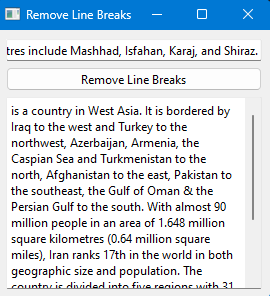 Remove Line Breaks
tres include Mashhad, Isfahan, Karaj, and Shiraz.
Remove Line Breaks
is a country in West Asia. It is bordered by
Iraq to the west and Turkey to the
northwest, Azerbaijan, Armenia, the
Caspian Sea and Turkmenistan to the
north, Afghanistan to the east, Pakistan to
the southeast, the Gulf of Oman & the
Persian Gulf to the south. With almost 90
million people in an area of 1.648 million
square kilometres (0.64 million square
miles), Iran ranks 17th in the world in both
geographic size and population. The
country is divided into five regions with 31